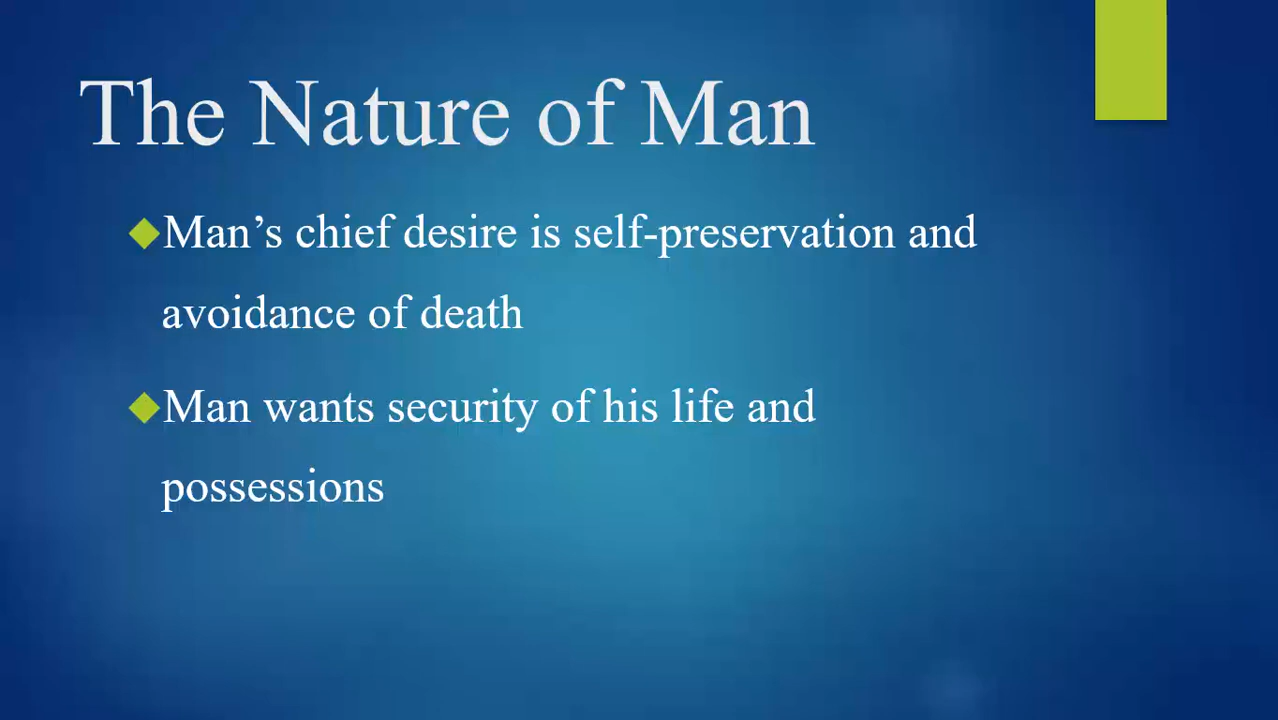 The Nature of Man
Man’s chief desire is self-preservation and
avoidance of death
Man wants security of his life and
possessions